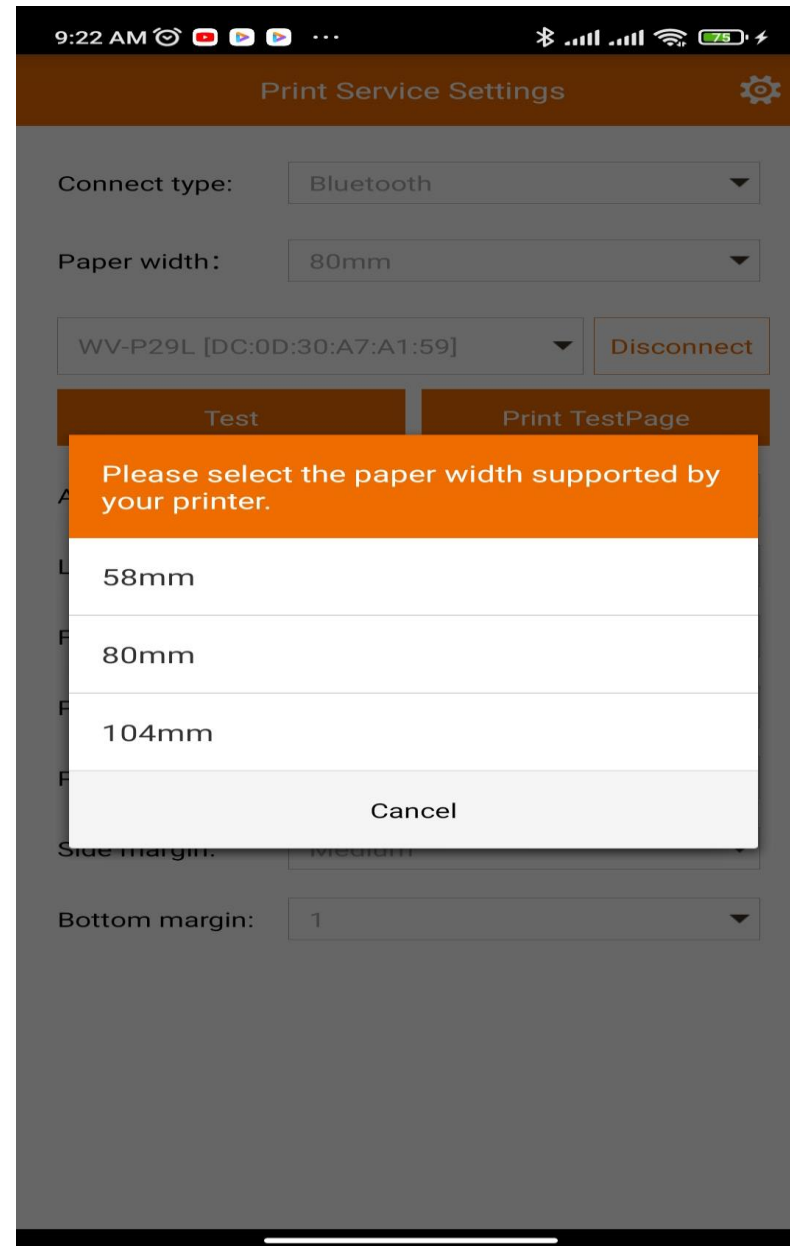 9:22 AM
75
Print Service Settings
Connect type:
Bluetooth
Paper width:
80mm
WV-P29L [DC:0D:30:A7:A1:59]
Disconnect
Test
Print TestPage
Please select the paper width supported by
your printer.
58mm
80mm
104mm
Cancel
Side margin:
Medium
Bottom margin:
1